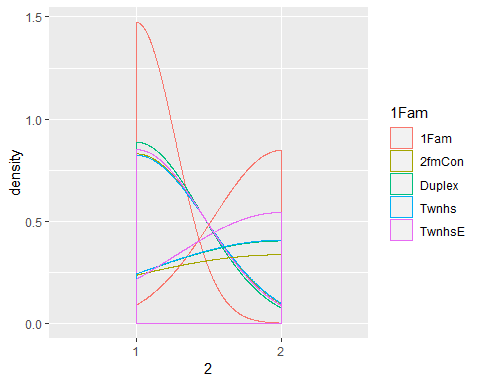 1.5
1.0
0.5
0.0
density
1
2
2
1Fam
1Fam
2fmCon
Duplex
Twnhs
TwnhsE